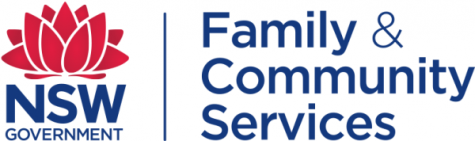 NSW
GOVERNMENT
Family &
Community
Services